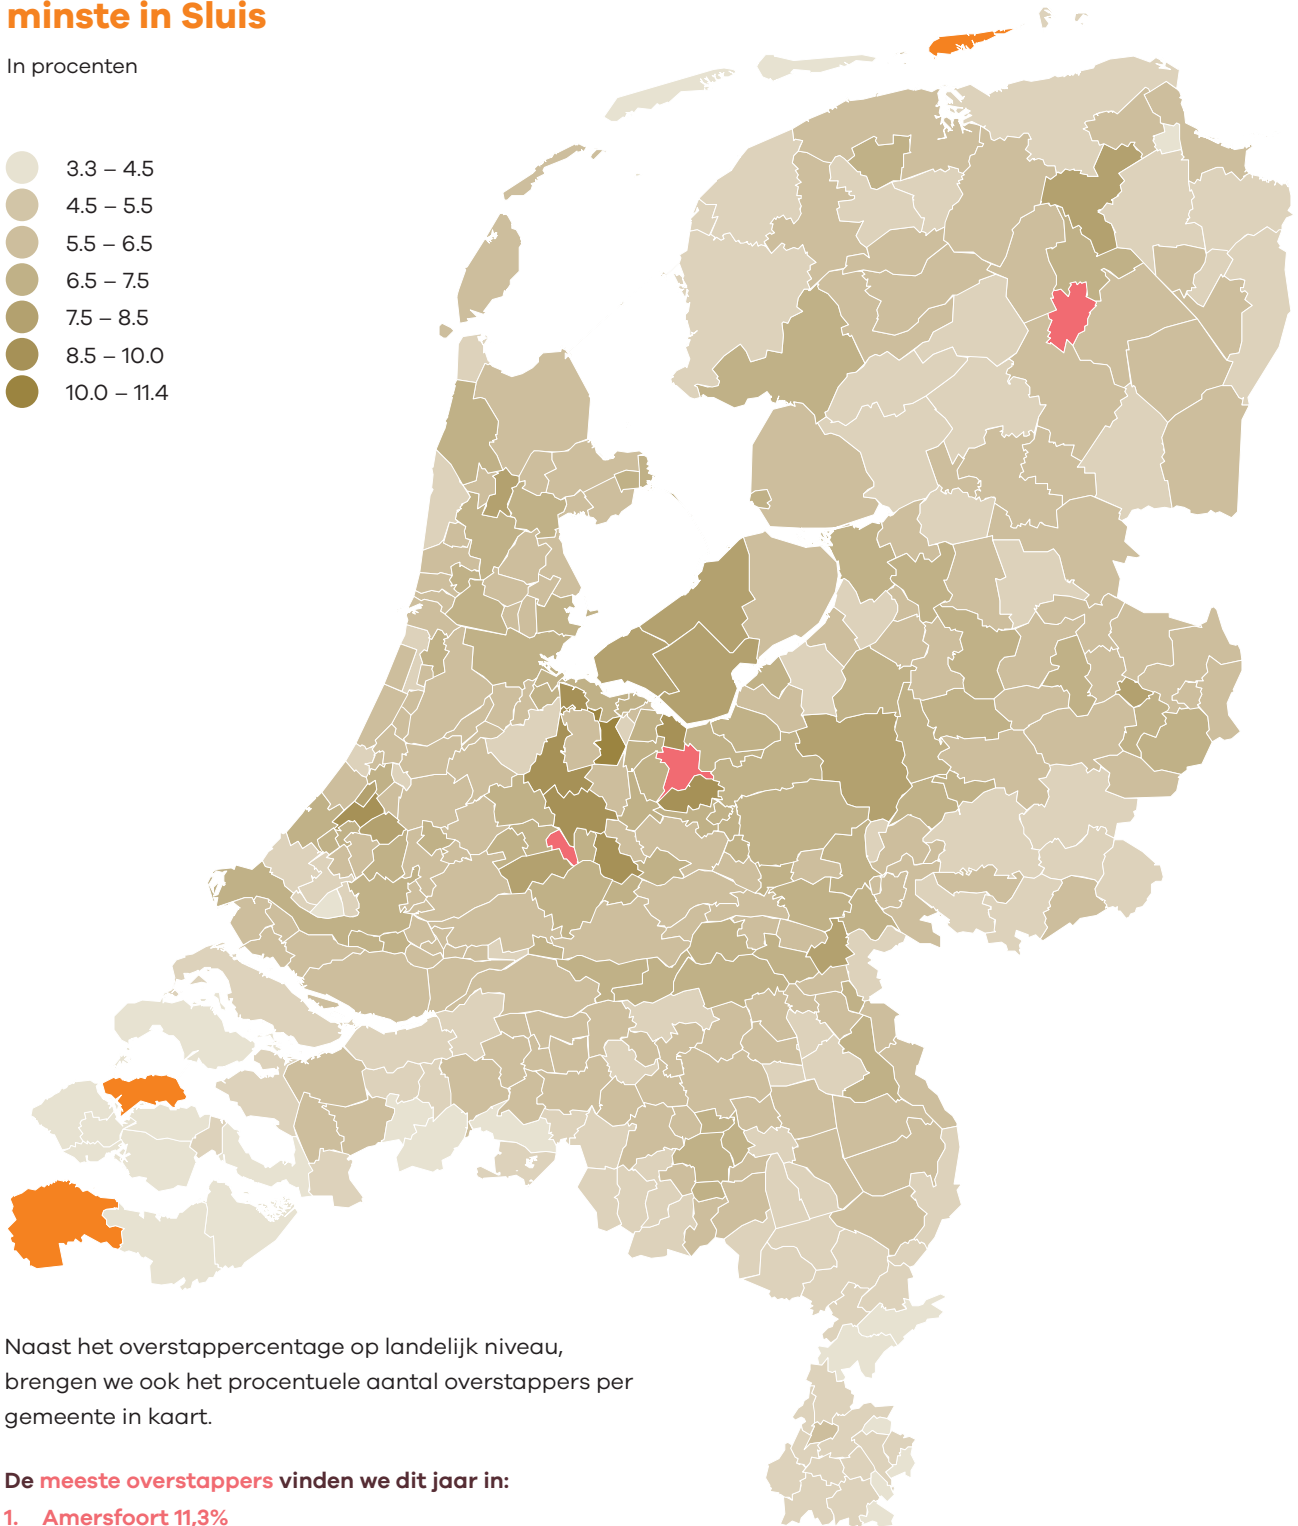 minste in Sluis
In procenten
3.3 – 4.5
4.5 – 5.5
5.5 – 6.5
6.5 – 7.5
7.5 – 8.5
8.5 – 10.0
10.0 – 11.4
Naast het overstappercentage op landelijk niveau,
brengen we ook het procentuele aantal overstappers per
gemeente in kaart.
De meeste overstappers vinden we dit jaar in:
1. Amersfoort 11,3%